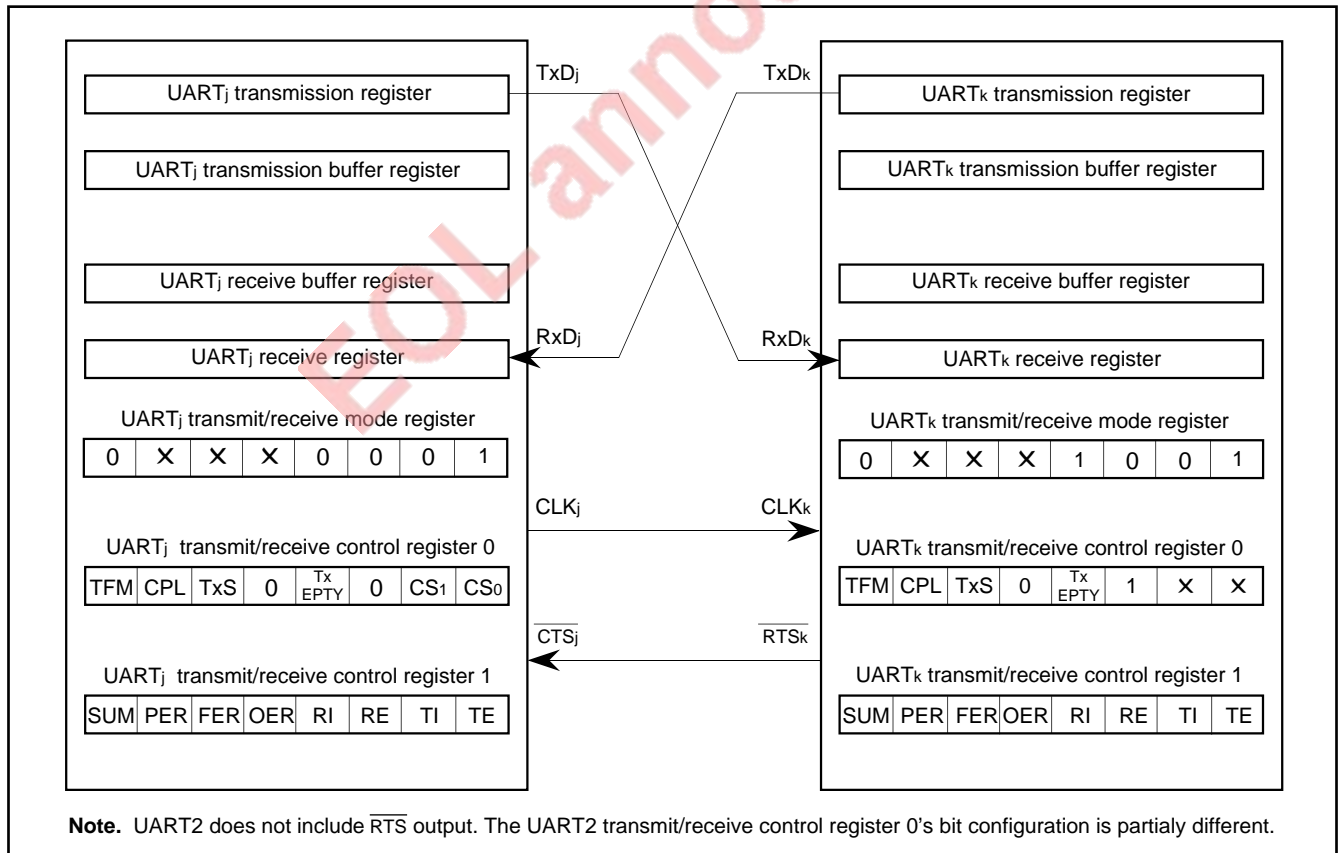 EOL anno
UARTj transmission register
UARTj transmission buffer register
UARTj receive buffer register
UARTj receive register
UARTj transmit/receive mode register
0 X X X 0 0 0 1
UARTj transmit/receive control register 0
TFM CPL TxS 0 Tx EPTY 0 CS1 CS0
UARTj transmit/receive control register 1
SUM PER FER OER RI RE TI TE
TxDj TxDk
RxDj RxDk
CLKj CLKk
CTSj RTSk
UARTk transmission register
UARTk transmission buffer register
UARTk receive buffer register
UARTk receive register
UARTk transmit/receive mode register
0 X X X 1 0 0 1
UARTk transmit/receive control register 0
TFM CPL TxS 0 Tx EPTY 1 X X
UARTk transmit/receive control register 1
SUM PER FER OER RI RE TI TE
Note. UART2 does not include RTS output. The UART2 transmit/receive control register 0's bit configuration is partialy different.